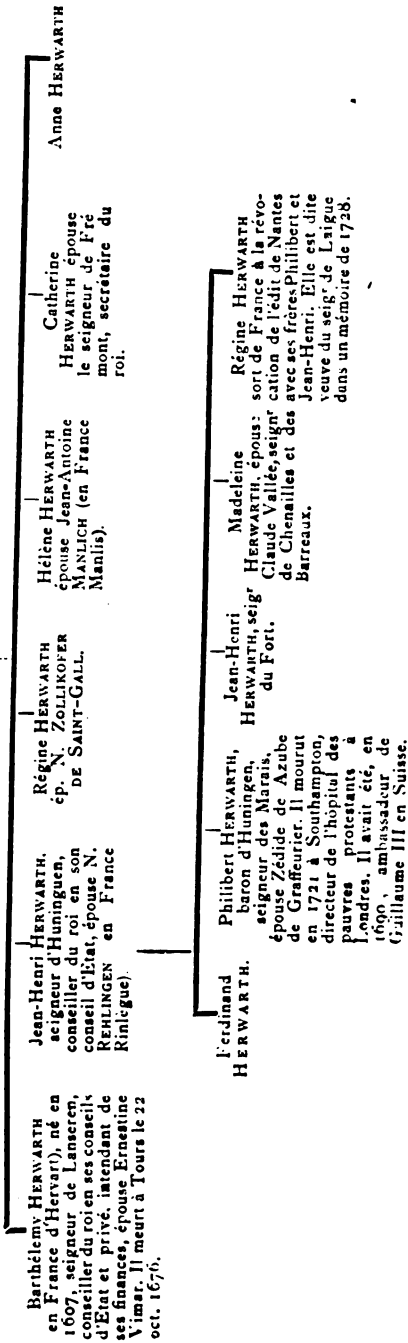 Barthélemy HERWARTH
en France d'Hervart), né en
1607, seigneur de Lanseren,
conseiller du roi en ses conseils
d'Etat et privé, intendant de
ses finances, épouse Ernestine
Vimar. Il meurt à Tours le 22
oct. 1676.
Jean-Henri HERWARTH.
seigneur d'Huninguen,
conseiller du roi en son
conseil d'Etat, épouse N.
REHLINGEN en France
Rinlègue).
Régine HERWARTH
ép. N. ZOLLIKOFER
DE SAINT-GALL.
Hélène HERWARTH
épouse Jean-Antoine
MANLICH (en France
Manlis).
Catherine
HERWARTH épouse
le seigneur de Fré
mont, secrétaire du
roi.
Anne HERWARTH
Ferdinand
HERWARTH.
Philibert HERWARTH,
baron d'Huningen,
seigneur des Marais,
épouse Zédide de Azube
de Graffeurier. Il mourut
en 1721 à Southampton,
directeur de l'hôpital des
pauvres protestants à
Londres. Il avait été, en
1690, ambassadeur de
Guillaume III en Suisse.
Jean-Henri
HERWARTH, seigr
du Fort.
Madeleine
HERWARTH, épouse
Claude Vallée, seignr
de Chenailles et des
Barreaux.
Régine HERWARTH
sort de France à la révo-
cation de l'édit de Nantes
avec ses frères Philibert et
Jean-Henri. Elle est dite
veuve du seigr de Laigue
dans un mémoire de 1728.